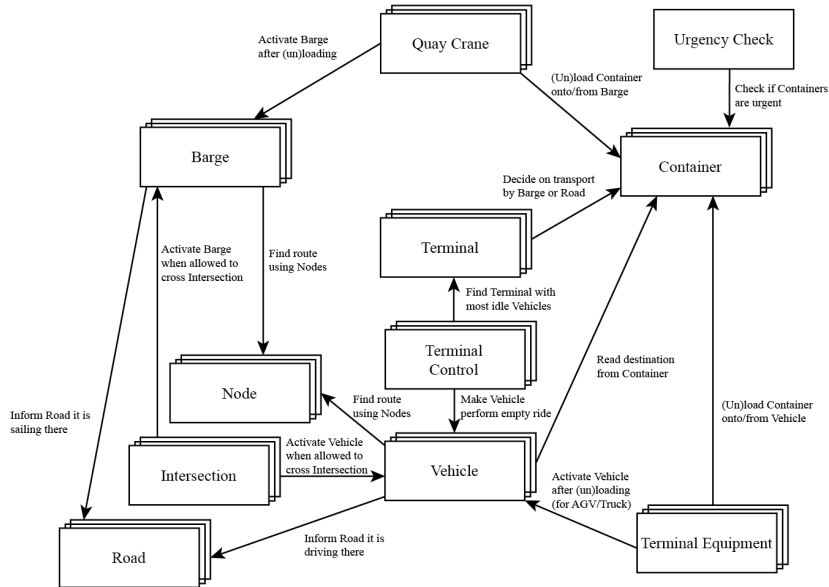 Quay Crane
Urgency Check
Activate Barge
after (un)loading
(Un)load Container
onto/from Barge
Check if Containers
are urgent
Barge
Container
Decide on transport
by Barge or Road
Terminal
Activate Barge
when allowed to
cross Intersection
Find route
using Nodes
Find Terminal with
most idle Vehicles
Terminal
Control
Read destination
from Container
Node
Find route
using Nodes
Make Vehicle
perform empty ride
(Un)load Container
onto/from Vehicle
Inform Road it is
sailing there
Intersection
Activate Vehicle
when allowed to
cross Intersection
Vehicle
Activate Vehicle
after (un)loading
(for AGV/Truck)
Road
Inform Road it is
driving there
Terminal Equipment